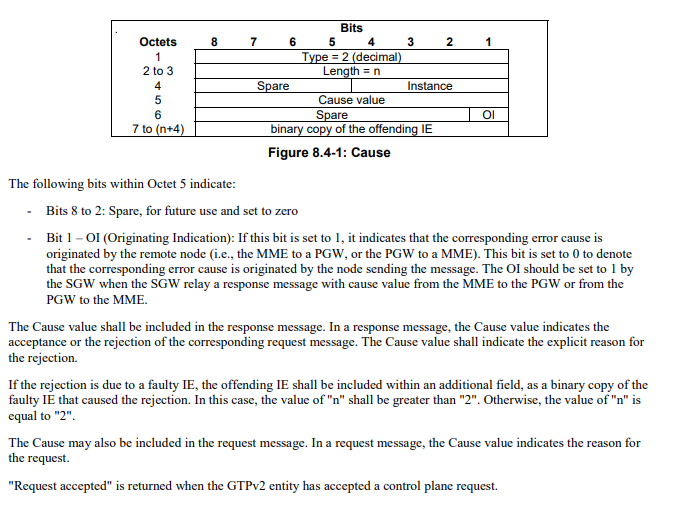 .
Bits
Octets 8 7 6 5 4 3 2 1
1 Type = 2 (decimal)
2 to 3 Length = n
4 Spare Instance
5 Cause value
6 Spare OI
7 to (n+4) binary copy of the offending IE
Figure 8.4-1: Cause
The following bits within Octet 5 indicate:
- Bits 8 to 2: Spare, for future use and set to zero
- Bit 1 – OI (Originating Indication): If this bit is set to 1, it indicates that the corresponding error cause is
originated by the remote node (i.e., the MME to a PGW, or the PGW to a MME). This bit is set to 0 to denote
that the corresponding error cause is originated by the node sending the message. The OI should be set to 1 by
the SGW when the SGW relay a response message with cause value from the MME to the PGW or from the
PGW to the MME.
The Cause value shall be included in the response message. In a response message, the Cause value indicates the
acceptance or the rejection of the corresponding request message. The Cause value shall indicate the explicit reason for
the rejection.
If the rejection is due to a faulty IE, the offending IE shall be included within an additional field, as a binary copy of the
faulty IE that caused the rejection. In this case, the value of "n" shall be greater than "2". Otherwise, the value of "n" is
equal to "2".
The Cause may also be included in the request message. In a request message, the Cause value indicates the reason for
the request.
"Request accepted" is returned when the GTPv2 entity has accepted a control plane request.